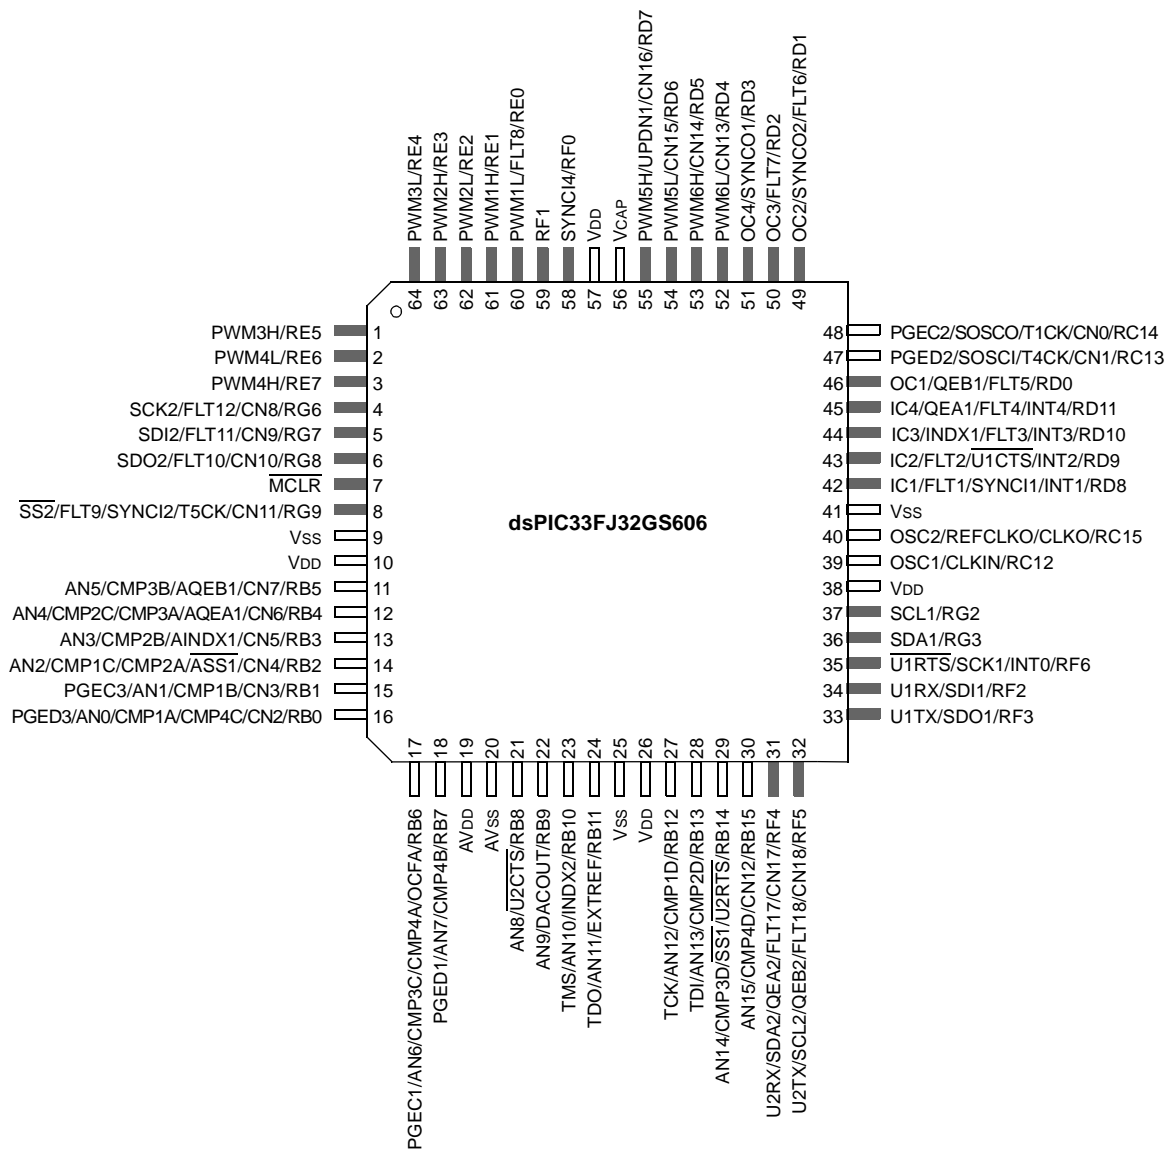 PWM3L/RE4
PWM2H/RE3
PWM2L/RE2
PWM1H/RE1
PWM1L/FLT8/RE0
RF1
SYNCI4/RF0
VDD
VCAP
PWM5H/UPDN1/CN16/RD7
PWM5L/CN15/RD6
PWM6H/CN14/RD5
PWM6L/CN13/RD4
OC4/SYNCO1/RD3
OC3/FLT7/RD2
OC2/SYNCO2/FLT6/RD1
64 63 62 61 60 59 58 57 56 55 54 53 52 51 50 49
PWM3H/RE5 1
PWM4L/RE6 2
PWM4H/RE7 3
SCK2/FLT12/CN8/RG6 4
SDI2/FLT11/CN9/RG7 5
SDO2/FLT10/CN10/RG8 6
MCLR 7
SS2/FLT9/SYNCI2/T5CK/CN11/RG9 8
VSS 9
VDD 10
AN5/CMP3B/AQEB1/CN7/RB5 11
AN4/CMP2C/CMP3A/AQEA1/CN6/RB4 12
AN3/CMP2B/AINDX1/CN5/RB3 13
AN2/CMP1C/CMP2A/ASS1/CN4/RB2 14
PGEC3/AN1/CMP1B/CN3/RB1 15
PGED3/AN0/CMP1A/CMP4C/CN2/RB0 16
dsPIC33FJ32GS606
48 PGEC2/SOSCO/T1CK/CN0/RC14
47 PGED2/SOSCI/T4CK/CN1/RC13
46 OC1/QEB1/FLT5/RD0
45 IC4/QEA1/FLT4/INT4/RD11
44 IC3/INDX1/FLT3/INT3/RD10
43 IC2/FLT2/U1CTS/INT2/RD9
42 IC1/FLT1/SYNCI1/INT1/RD8
41 VSS
40 OSC2/REFCLKO/CLKO/RC15
39 OSC1/CLKIN/RC12
38 VDD
37 SCL1/RG2
36 SDA1/RG3
35 U1RTS/SCK1/INT0/RF6
34 U1RX/SDI1/RF2
33 U1TX/SDO1/RF3
17 18 19 20 21 22 23 24 25 26 27 28 29 30 31 32
PGEC1/AN6/CMP3C/CMP4A/OCFA/RB6
PGED1/AN7/CMP4B/RB7
AVDD
AVSS
AN8/U2CTS/RB8
AN9/DACOUT/RB9
TMS/AN10/INDX2/RB10
TDO/AN11/EXTREF/RB11
VSS
VDD
TCK/AN12/CMP1D/RB12
TDI/AN13/CMP2D/RB13
AN14/CMP3D/SS1/U2RTS/RB14
AN15/CMP4D/CN12/RB15
U2RX/SDA2/QEA2/FLT17/CN17/RF4
U2TX/SCL2/QEB2/FLT18/CN18/RF5